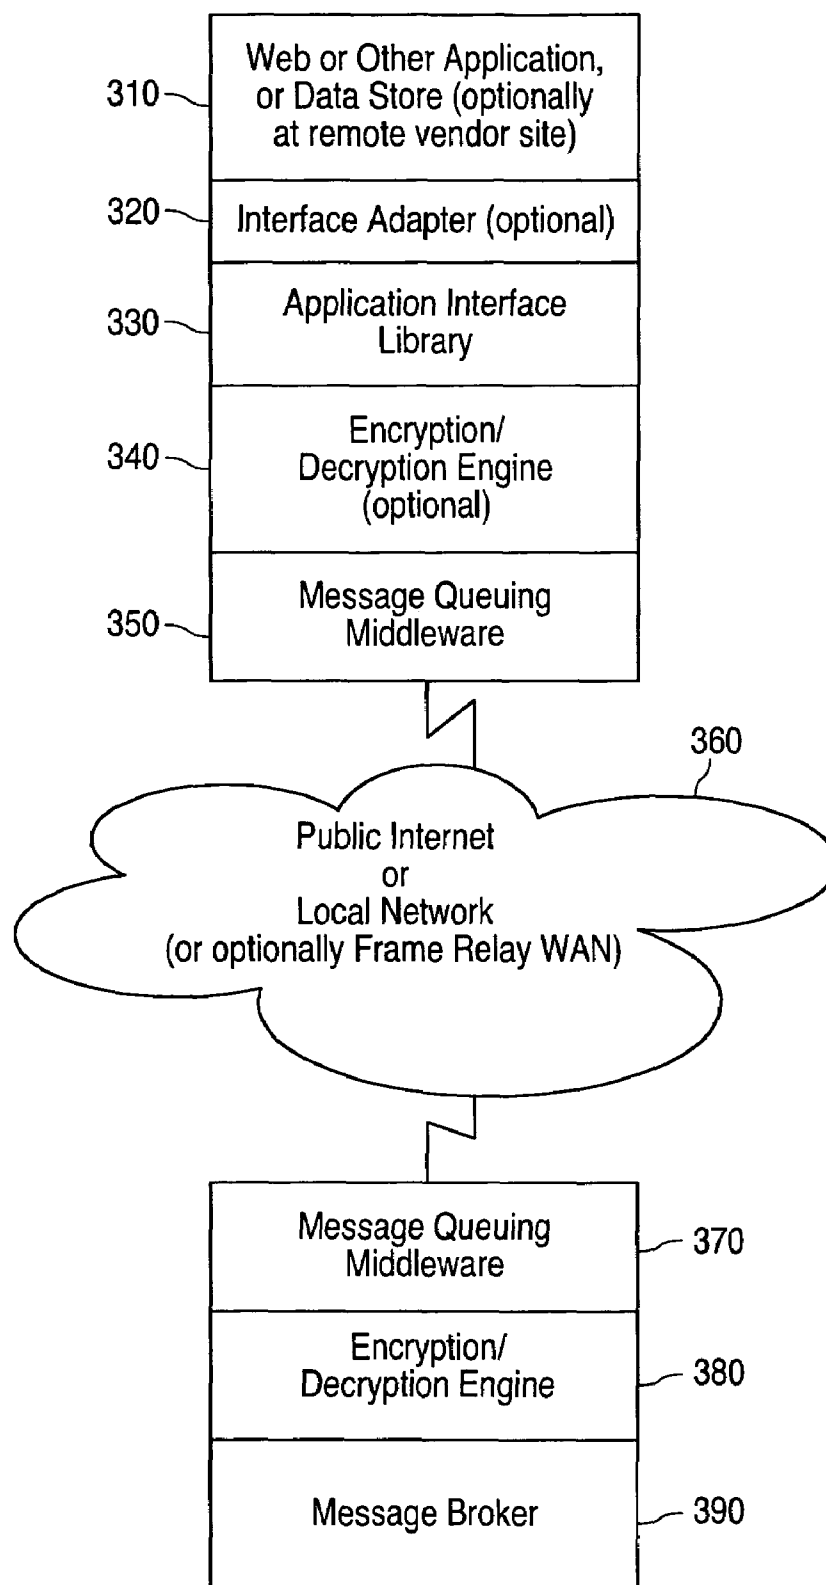 310
Web or Other Application,
or Data Store (optionally
at remote vendor site)
320
Interface Adapter (optional)
330
Application Interface
Library
340
Encryption/
Decryption Engine
(optional)
350
Message Queuing
Middleware
360
Public Internet
or
Local Network
(or optionally Frame Relay WAN)
Message Queuing
Middleware
370
Encryption/
Decryption Engine
380
Message Broker
390